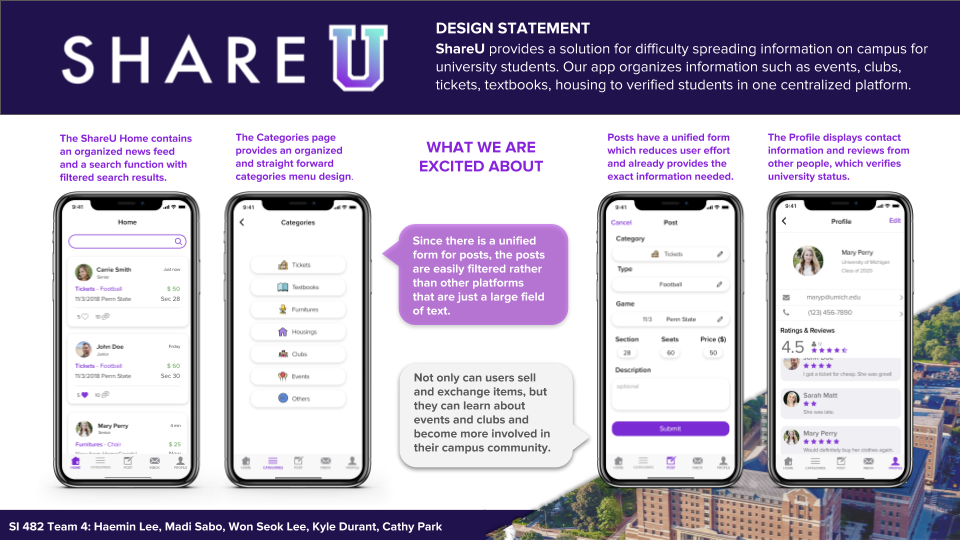 SHARE U
DESIGN STATEMENT
ShareU provides a solution for difficulty spreading information on campus for
university students. Our app organizes information such as events, clubs,
tickets, textbooks, housing to verified students in one centralized platform.
The ShareU Home contains
an organized news feed
and a search function with
filtered search results.
The Categories page
provides an organized
and straight forward
categories menu design.
WHAT WE ARE
EXCITED ABOUT
Posts have a unified form
which reduces user effort
and already provides the
exact information needed.
The Profile displays contact
information and reviews from
other people, which verifies
university status.
9:41
Home
Carrie Smith
Just now
Senior
Tickets - Football
$ 50
11/3/2018 Penn State
Sec 28
5
John Doe
Friday
Junior
Tickets - Football
$ 60
11/3/2018 Penn State
Sec 30
5
Mary Perry
4 min
Senior
Furnitures - Chair
$ 25
HOME
CATEGORIES
POST
INBOX
PROFILE
9:41
Categories
Tickets
Textbooks
Furnitures
Housings
Clubs
Events
Others
HOME
CATEGORIES
POST
INBOX
PROFILE
Since there is a unified
form for posts, the posts
are easily filtered rather
than other platforms
that are just a large field
of text.
Not only can users sell
and exchange items, but
they can learn about
events and clubs and
become more involved in
their campus community.
9:41
Cancel
Post
Category
Tickets
Type
Football
Game
11/3 Penn State
Section
Seats
Price ($)
28
60
50
Description
optional
Submit
HOME
CATEGORIES
POST
INBOX
PROFILE
9:41
Profile
Edit
Mary Perry
University of Michigan
Class of 2020
maryp@umich.edu
(123) 456-7890
Ratings & Reviews
4.5
John Doe
I got a ticket for cheap. She was great!
Sarah Matt
She was late.
Mary Perry
Would definitely buy her clothes again.
HOME
CATEGORIES
POST
INBOX
PROFILE
SI 482 Team 4: Haemin Lee, Madi Sabo, Won Seok Lee, Kyle Durant, Cathy Park